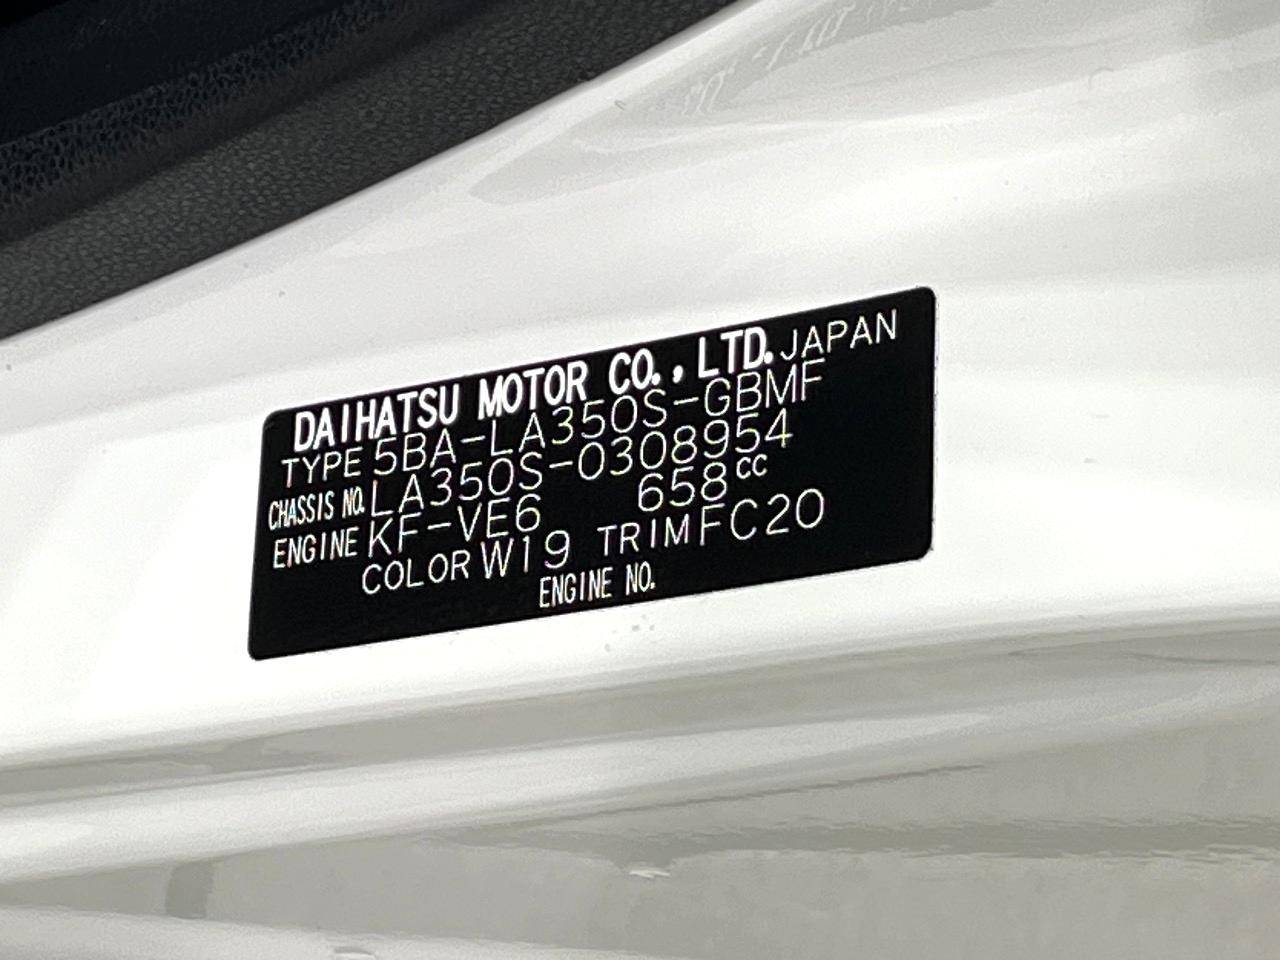 DAIHATSU MOTOR CO., LTD. JAPAN
TYPE 5BA-LA350S-GBMF
CHASSIS NO. LA350S-0308954
ENGINE KF-VE6 658cc
COLOR W19 TRIM FC20
ENGINE NO.